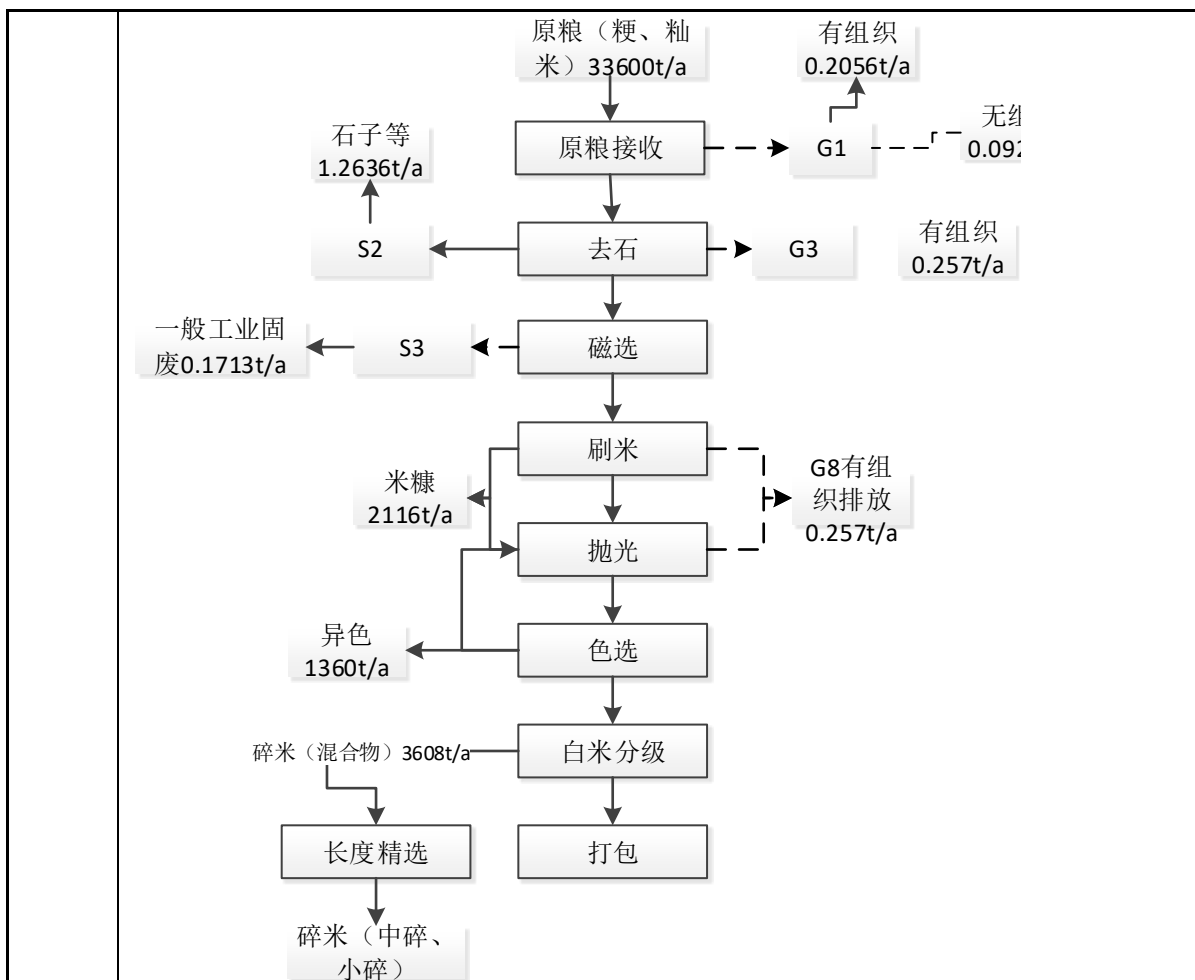 原粮（粳、籼
米）33600t/a
有组织
0.2056t/a
石子等
1.2636t/a
原粮接收
G1
0.092
S2
去石
G3
有组织
0.257t/a
一般工业固
废0.1713t/a
S3
磁选
刷米
米糠
2116t/a
G8有组
织排放
0.257t/a
抛光
异色
1360t/a
色选
碎米（混合物）3608t/a
白米分级
长度精选
打包
碎米（中碎、
小碎）